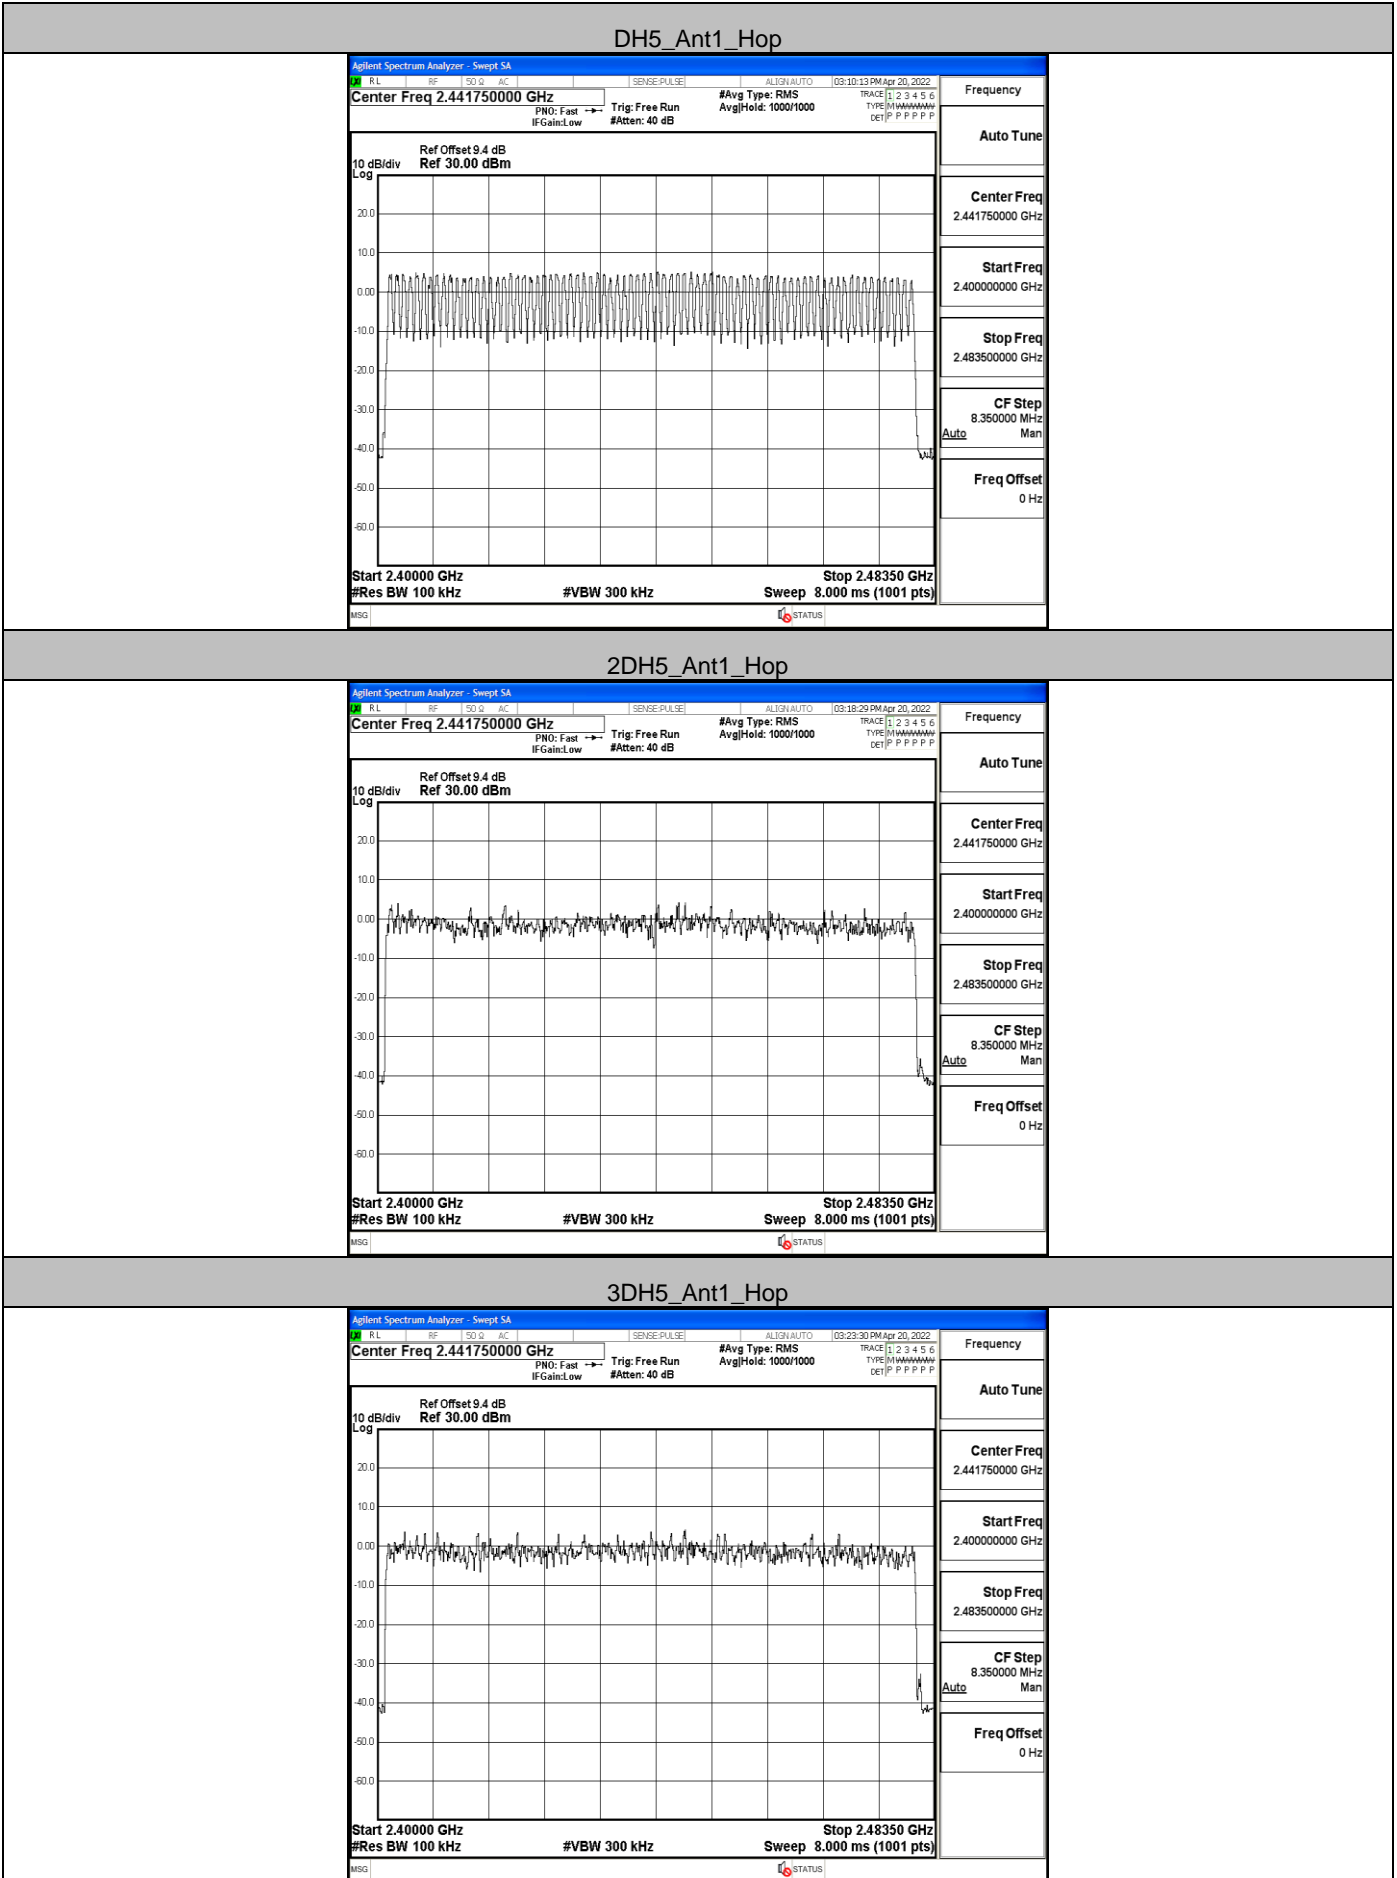 DH5_Ant1_Hop
Agilent Spectrum Analyzer - Swept SA
RL RF 50 Ω AC SENSE:PULSE ALIGN AUTO 03:10:13 PM Apr 20, 2022
Center Freq 2.441750000 GHz
PNO: Fast
IFGain:Low
Trig: Free Run
#Atten: 40 dB
#Avg Type: RMS
Avg|Hold: 1000/1000
TRACE 1 2 3 4 5 6
TYPE M
DET P P P P P P
Frequency
Auto Tune
Ref Offset 9.4 dB
10 dB/div Ref 30.00 dBm
Log
20.0
10.0
0.00
-10.0
-20.0
-30.0
-40.0
-50.0
-60.0
Center Freq
2.441750000 GHz
Start Freq
2.400000000 GHz
Stop Freq
2.483500000 GHz
CF Step
8.350000 MHz
Auto Man
Freq Offset
0 Hz
Start 2.40000 GHz Stop 2.48350 GHz
#Res BW 100 kHz #VBW 300 kHz Sweep 8.000 ms (1001 pts)
MSG STATUS
2DH5_Ant1_Hop
Agilent Spectrum Analyzer - Swept SA
RL RF 50 Ω AC SENSE:PULSE ALIGN AUTO 03:18:29 PM Apr 20, 2022
Center Freq 2.441750000 GHz
PNO: Fast
IFGain:Low
Trig: Free Run
#Atten: 40 dB
#Avg Type: RMS
Avg|Hold: 1000/1000
TRACE 1 2 3 4 5 6
TYPE M
DET P P P P P P
Frequency
Auto Tune
Ref Offset 9.4 dB
10 dB/div Ref 30.00 dBm
Log
20.0
10.0
0.00
-10.0
-20.0
-30.0
-40.0
-50.0
-60.0
Center Freq
2.441750000 GHz
Start Freq
2.400000000 GHz
Stop Freq
2.483500000 GHz
CF Step
8.350000 MHz
Auto Man
Freq Offset
0 Hz
Start 2.40000 GHz Stop 2.48350 GHz
#Res BW 100 kHz #VBW 300 kHz Sweep 8.000 ms (1001 pts)
MSG STATUS
3DH5_Ant1_Hop
Agilent Spectrum Analyzer - Swept SA
RL RF 50 Ω AC SENSE:PULSE ALIGN AUTO 03:23:30 PM Apr 20, 2022
Center Freq 2.441750000 GHz
PNO: Fast
IFGain:Low
Trig: Free Run
#Atten: 40 dB
#Avg Type: RMS
Avg|Hold: 1000/1000
TRACE 1 2 3 4 5 6
TYPE M
DET P P P P P P
Frequency
Auto Tune
Ref Offset 9.4 dB
10 dB/div Ref 30.00 dBm
Log
20.0
10.0
0.00
-10.0
-20.0
-30.0
-40.0
-50.0
-60.0
Center Freq
2.441750000 GHz
Start Freq
2.400000000 GHz
Stop Freq
2.483500000 GHz
CF Step
8.350000 MHz
Auto Man
Freq Offset
0 Hz
Start 2.40000 GHz Stop 2.48350 GHz
#Res BW 100 kHz #VBW 300 kHz Sweep 8.000 ms (1001 pts)
MSG STATUS